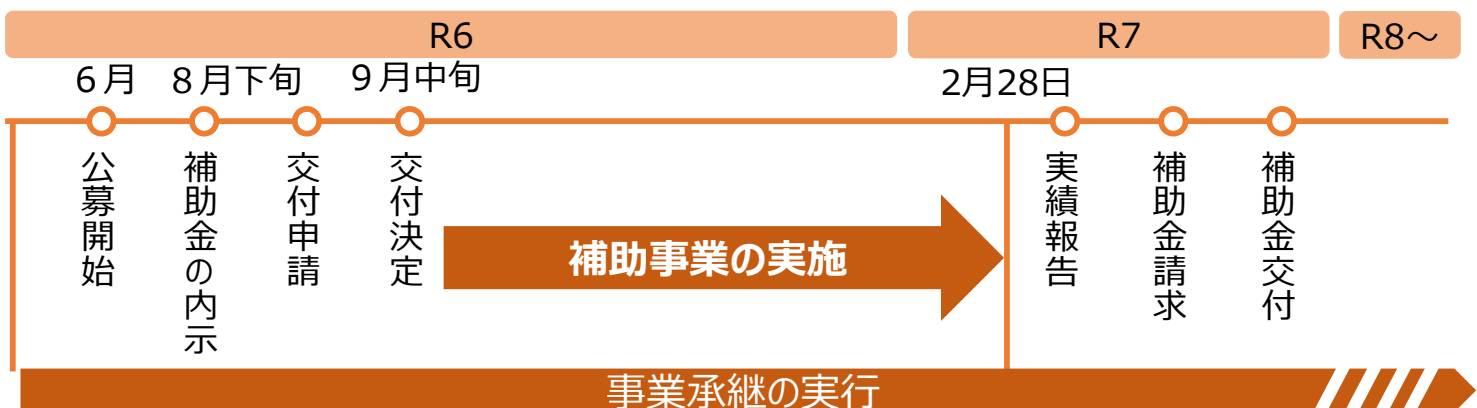 R6
R7
R8～
６月
８月下旬
９月中旬
2月28日
公募開始
補助金の内示
交付申請
交付決定
実績報告
補助金請求
補助金交付
補助事業の実施
事業承継の実行